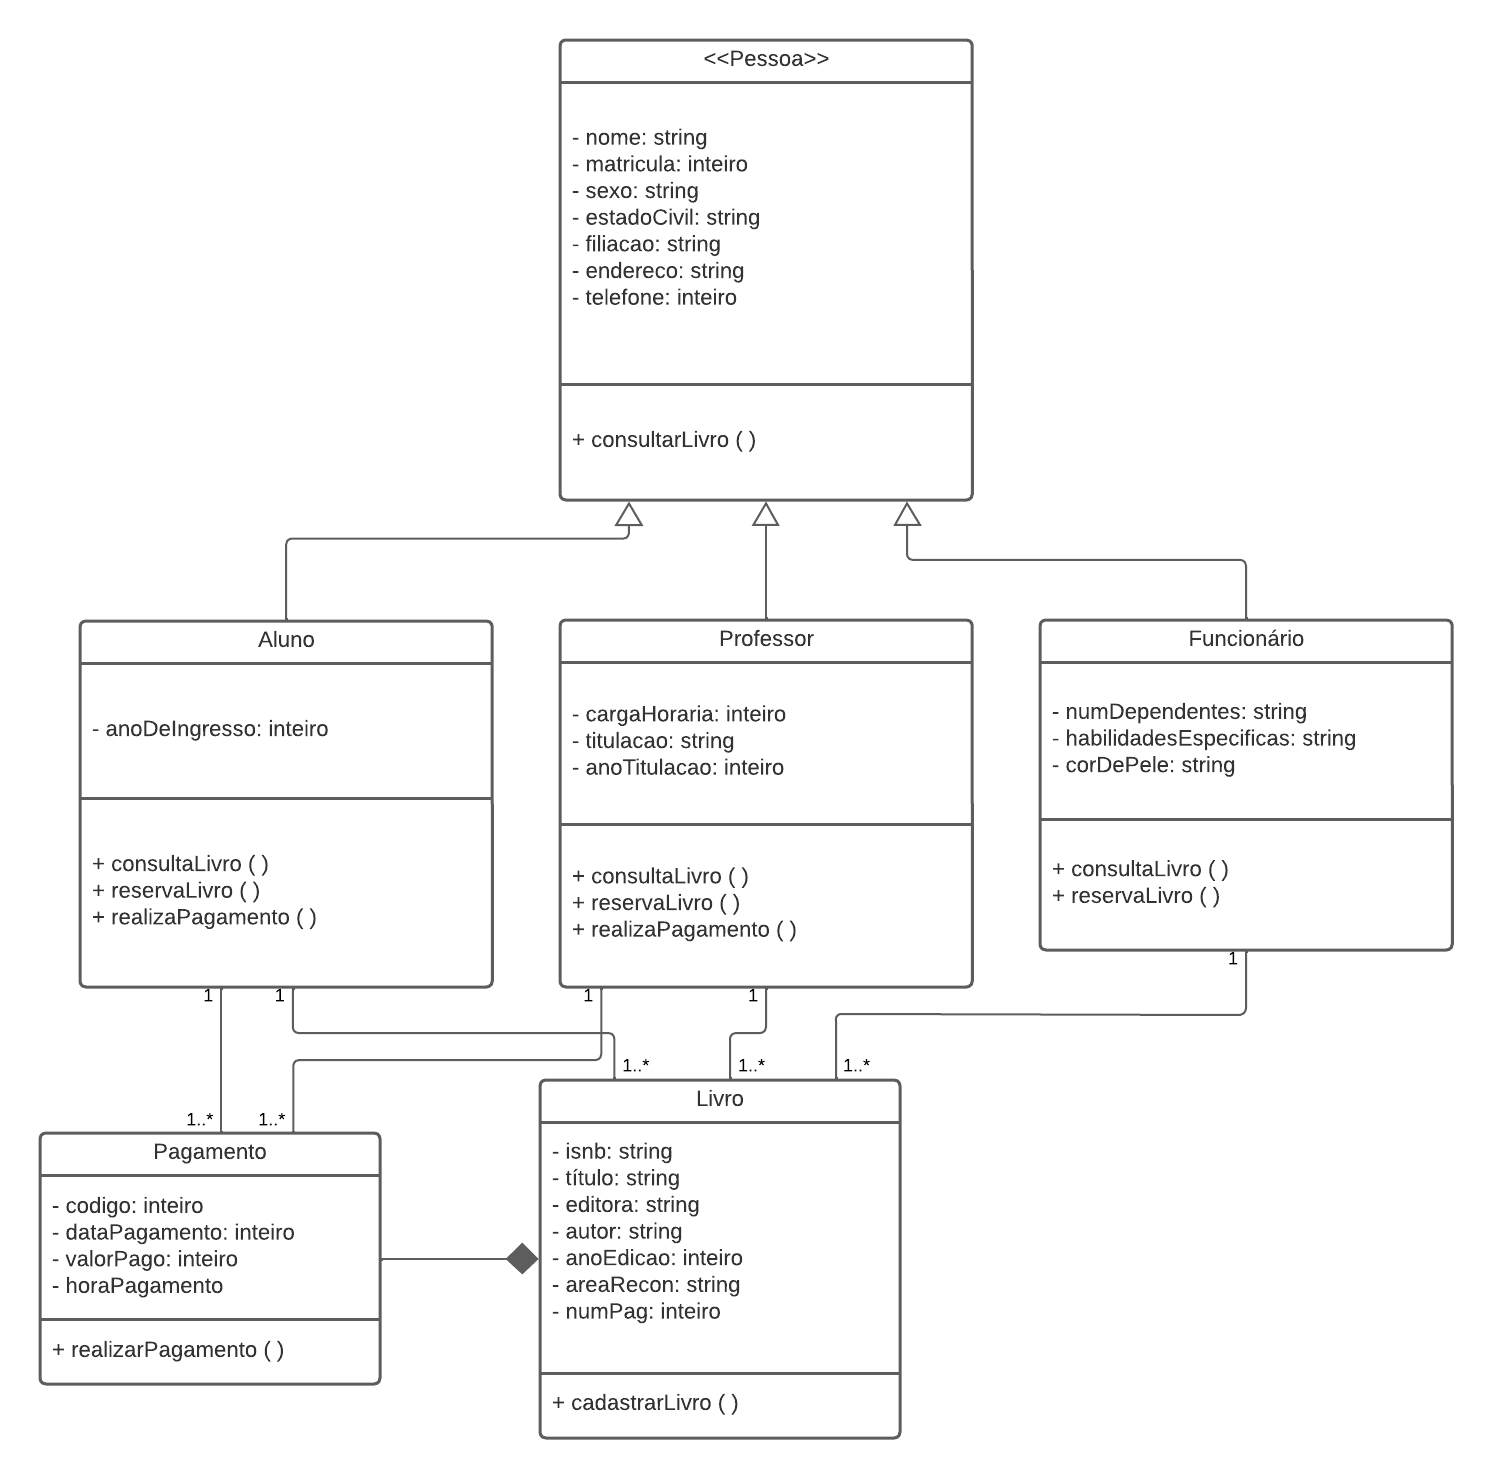 <<Pessoa>>
- nome: string
- matricula: inteiro
- sexo: string
- estadoCivil: string
- filiacao: string
- endereco: string
- telefone: inteiro
+ consultarLivro ( )
Aluno
- anoDeIngresso: inteiro
+ consultaLivro ( )
+ reservaLivro ( )
+ realizaPagamento ( )
Professor
- cargaHoraria: inteiro
- titulacao: string
- anoTitulacao: inteiro
+ consultaLivro ( )
+ reservaLivro ( )
+ realizaPagamento ( )
Funcionário
- numDependentes: string
- habilidadesEspecificas: string
- corDePele: string
+ consultaLivro ( )
+ reservaLivro ( )
1
1
1
1
1
1..*
1..*
1..*
1..*
1..*
Pagamento
- codigo: inteiro
- dataPagamento: inteiro
- valorPago: inteiro
- horaPagamento
+ realizarPagamento ( )
Livro
- isnb: string
- título: string
- editora: string
- autor: string
- anoEdicao: inteiro
- areaRecon: string
- numPag: inteiro
+ cadastrarLivro ( )